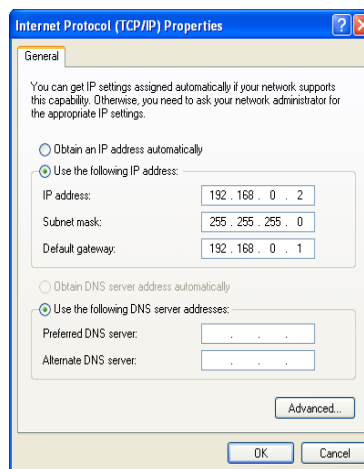 Internet Protocol (TCP/IP) Properties
General
You can get IP settings assigned automatically if your network supports
this capability. Otherwise, you need to ask your network administrator for
the appropriate IP settings.
Obtain an IP address automatically
Use the following IP address:
IP address: 192 . 168 . 0 . 2
Subnet mask: 255 . 255 . 255 . 0
Default gateway: 192 . 168 . 0 . 1
Obtain DNS server address automatically
Use the following DNS server addresses:
Preferred DNS server: . . .
Alternate DNS server: . . .
Advanced...
OK Cancel